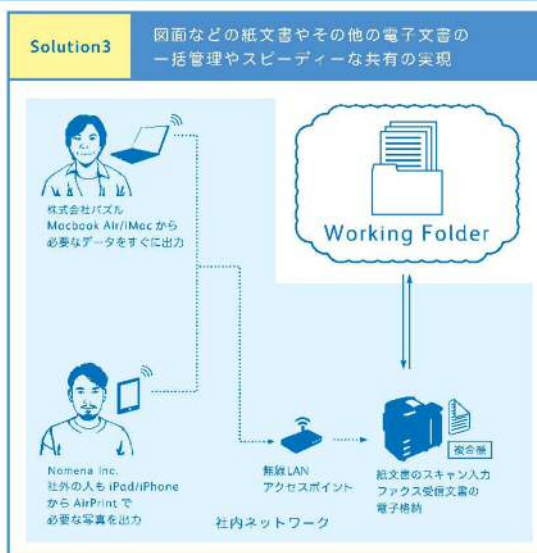 Solution3
図面などの紙文書やその他の電子文書の
一括管理やスピーディーな共有の実現
株式会社パズル
Macbook Air/iMac から
必要なデータをすぐに出力
Working Folder
Nomena Inc.
社外の人も iPad/iPhone
から AirPrint で
必要な写真を出力
無線LAN
アクセスポイント
複合機
紙文書のスキャン入力
ファクス受信文書の
電子格納
社内ネットワーク